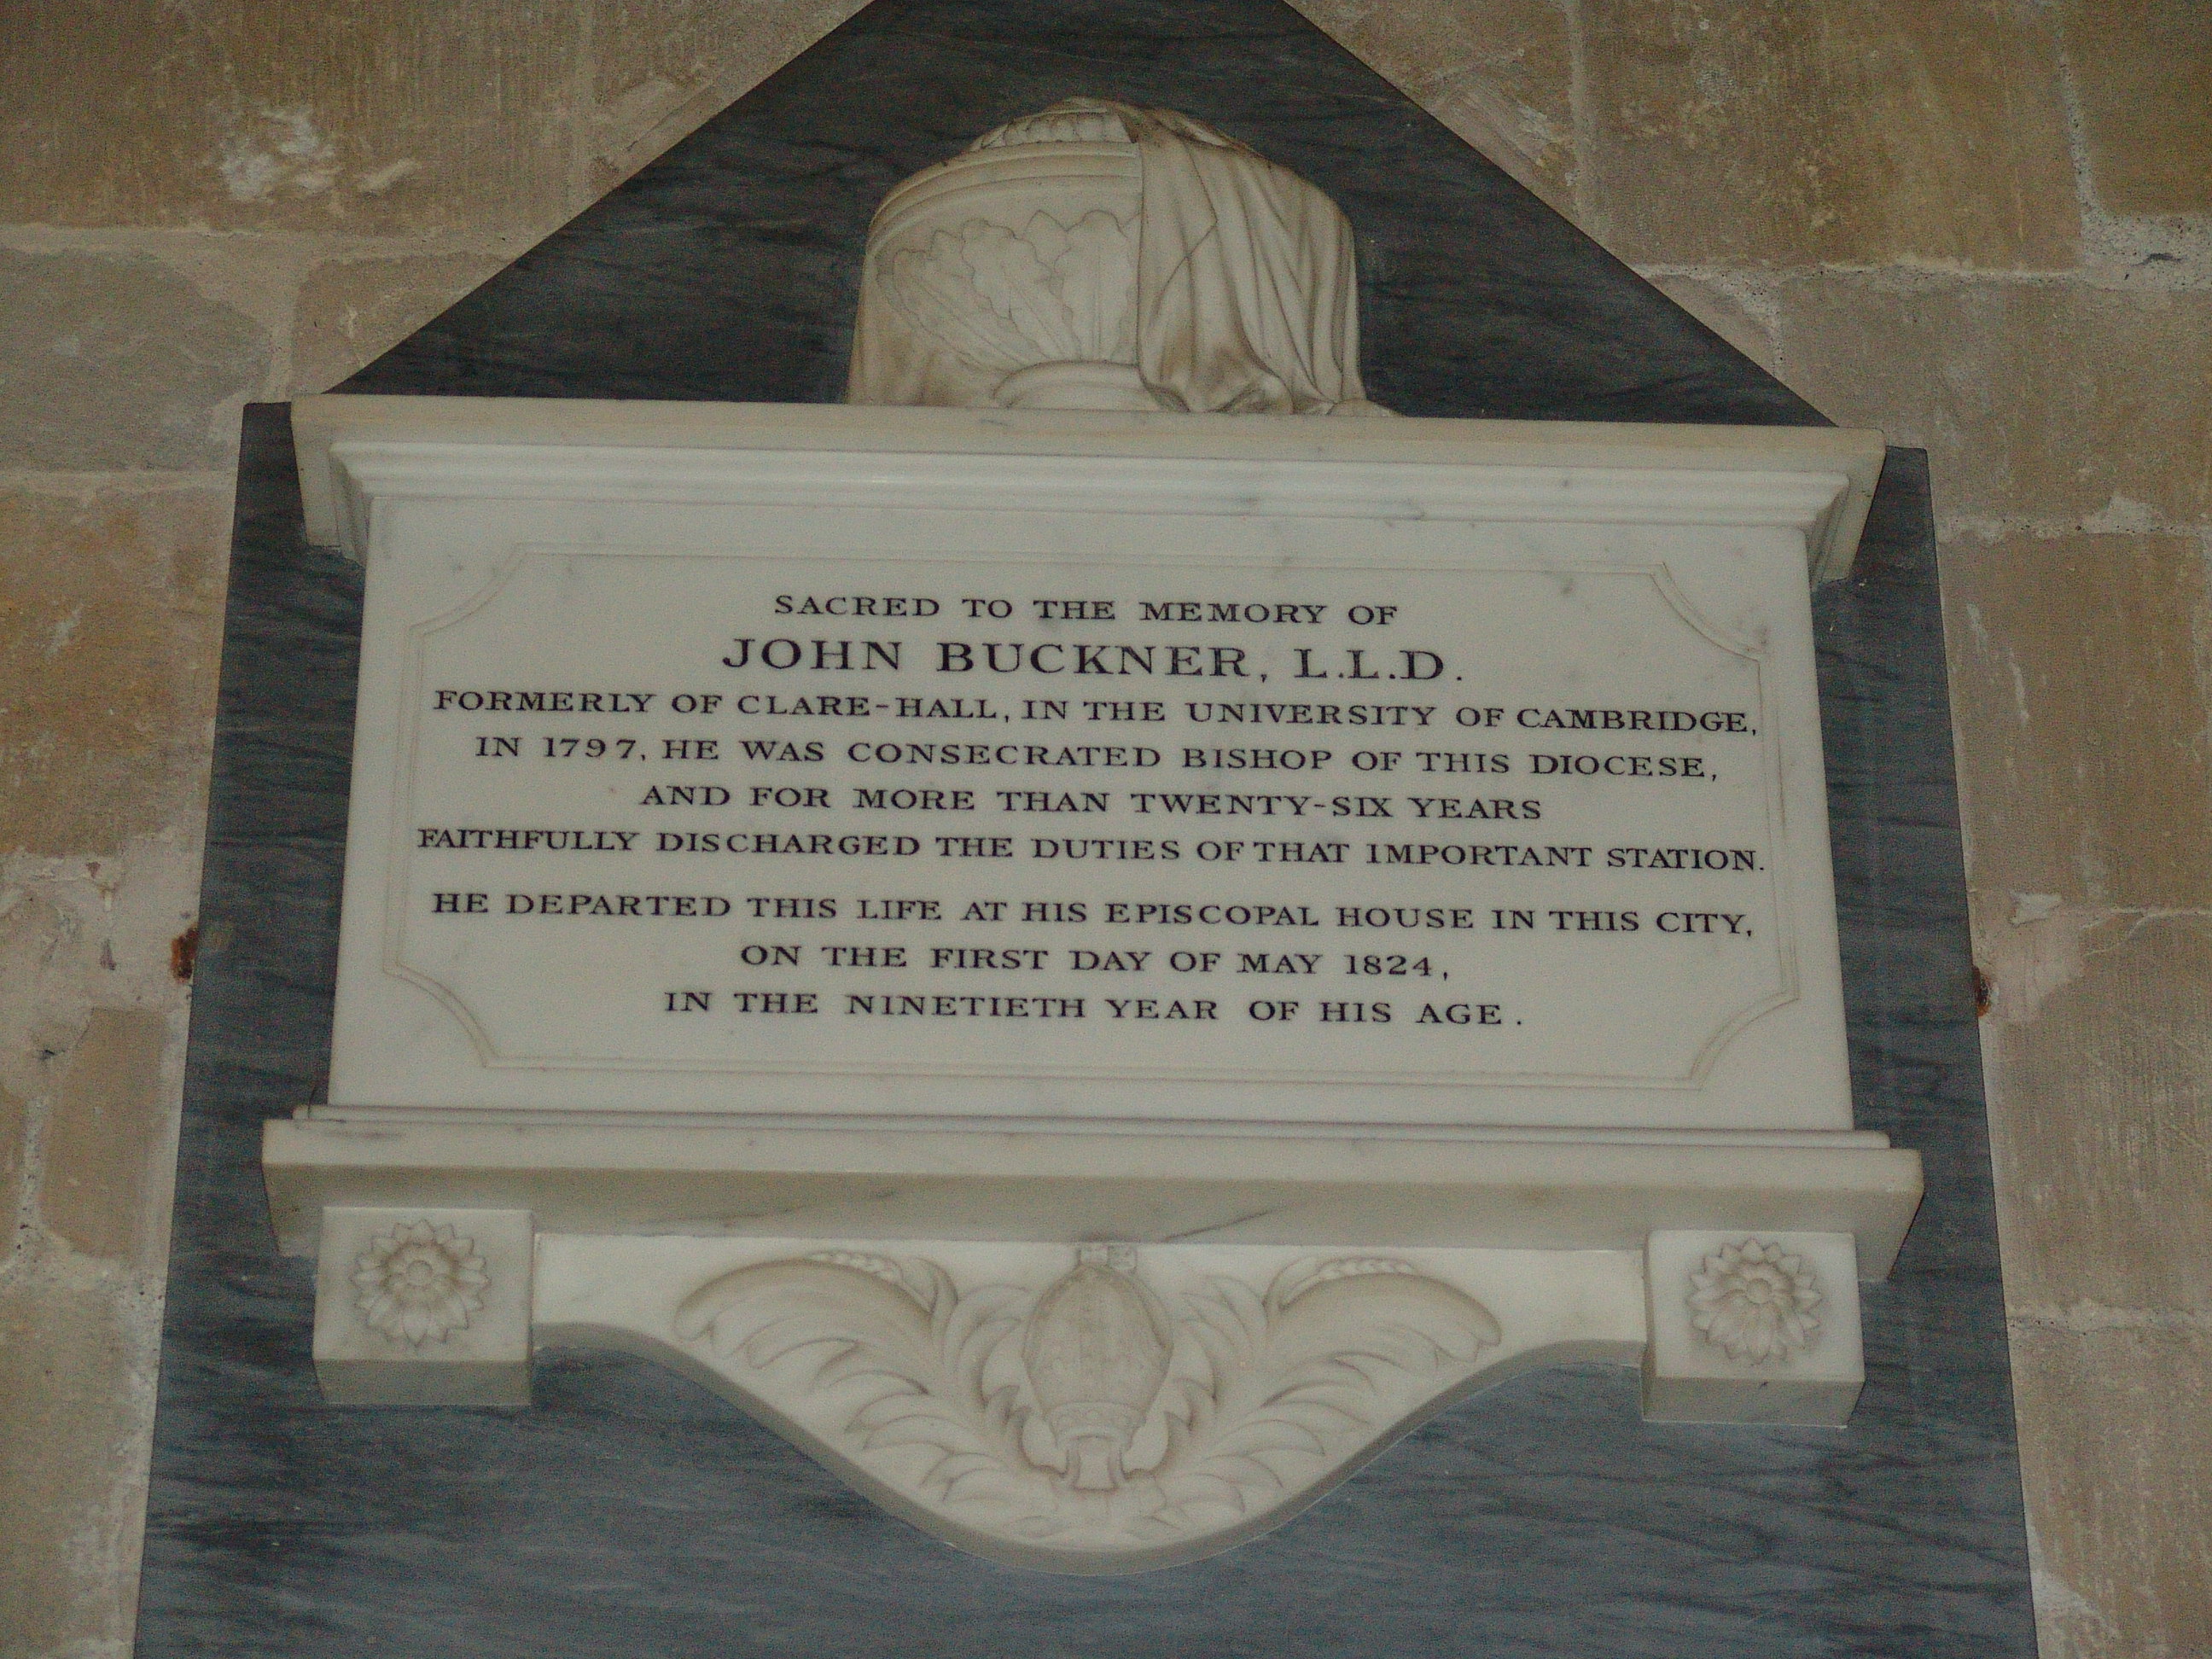 SACRED TO THE MEMORY OF
JOHN BUCKNER, L.L.D.
FORMERLY OF CLARE-HALL, IN THE UNIVERSITY OF CAMBRIDGE,
IN 1797, HE WAS CONSECRATED BISHOP OF THIS DIOCESE,
AND FOR MORE THAN TWENTY-SIX YEARS
FAITHFULLY DISCHARGED THE DUTIES OF THAT IMPORTANT STATION.
HE DEPARTED THIS LIFE AT HIS EPISCOPAL HOUSE IN THIS CITY,
ON THE FIRST DAY OF MAY 1824,
IN THE NINETIETH YEAR OF HIS AGE.